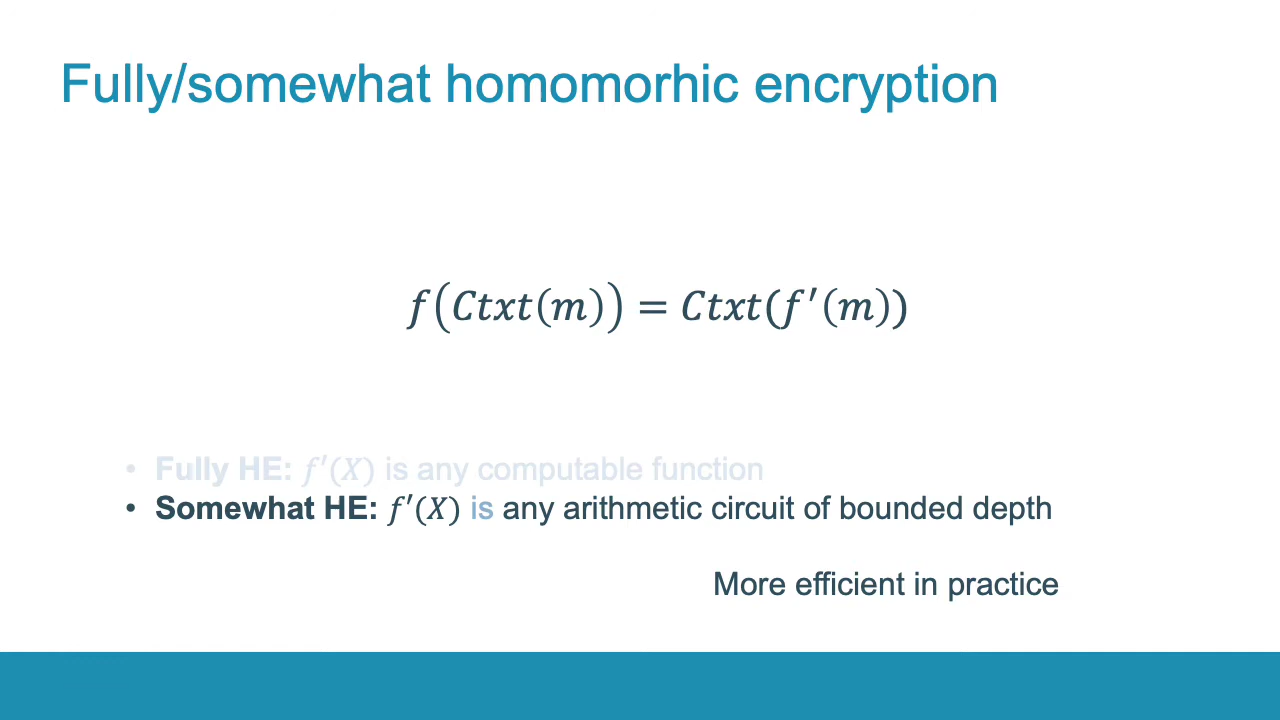 Fully/somewhat homomorhic encryption
f(Ctxt(m)) = Ctxt(f′(m))
• Fully HE: f′(X) is any computable function
• Somewhat HE: f′(X) is any arithmetic circuit of bounded depth
More efficient in practice